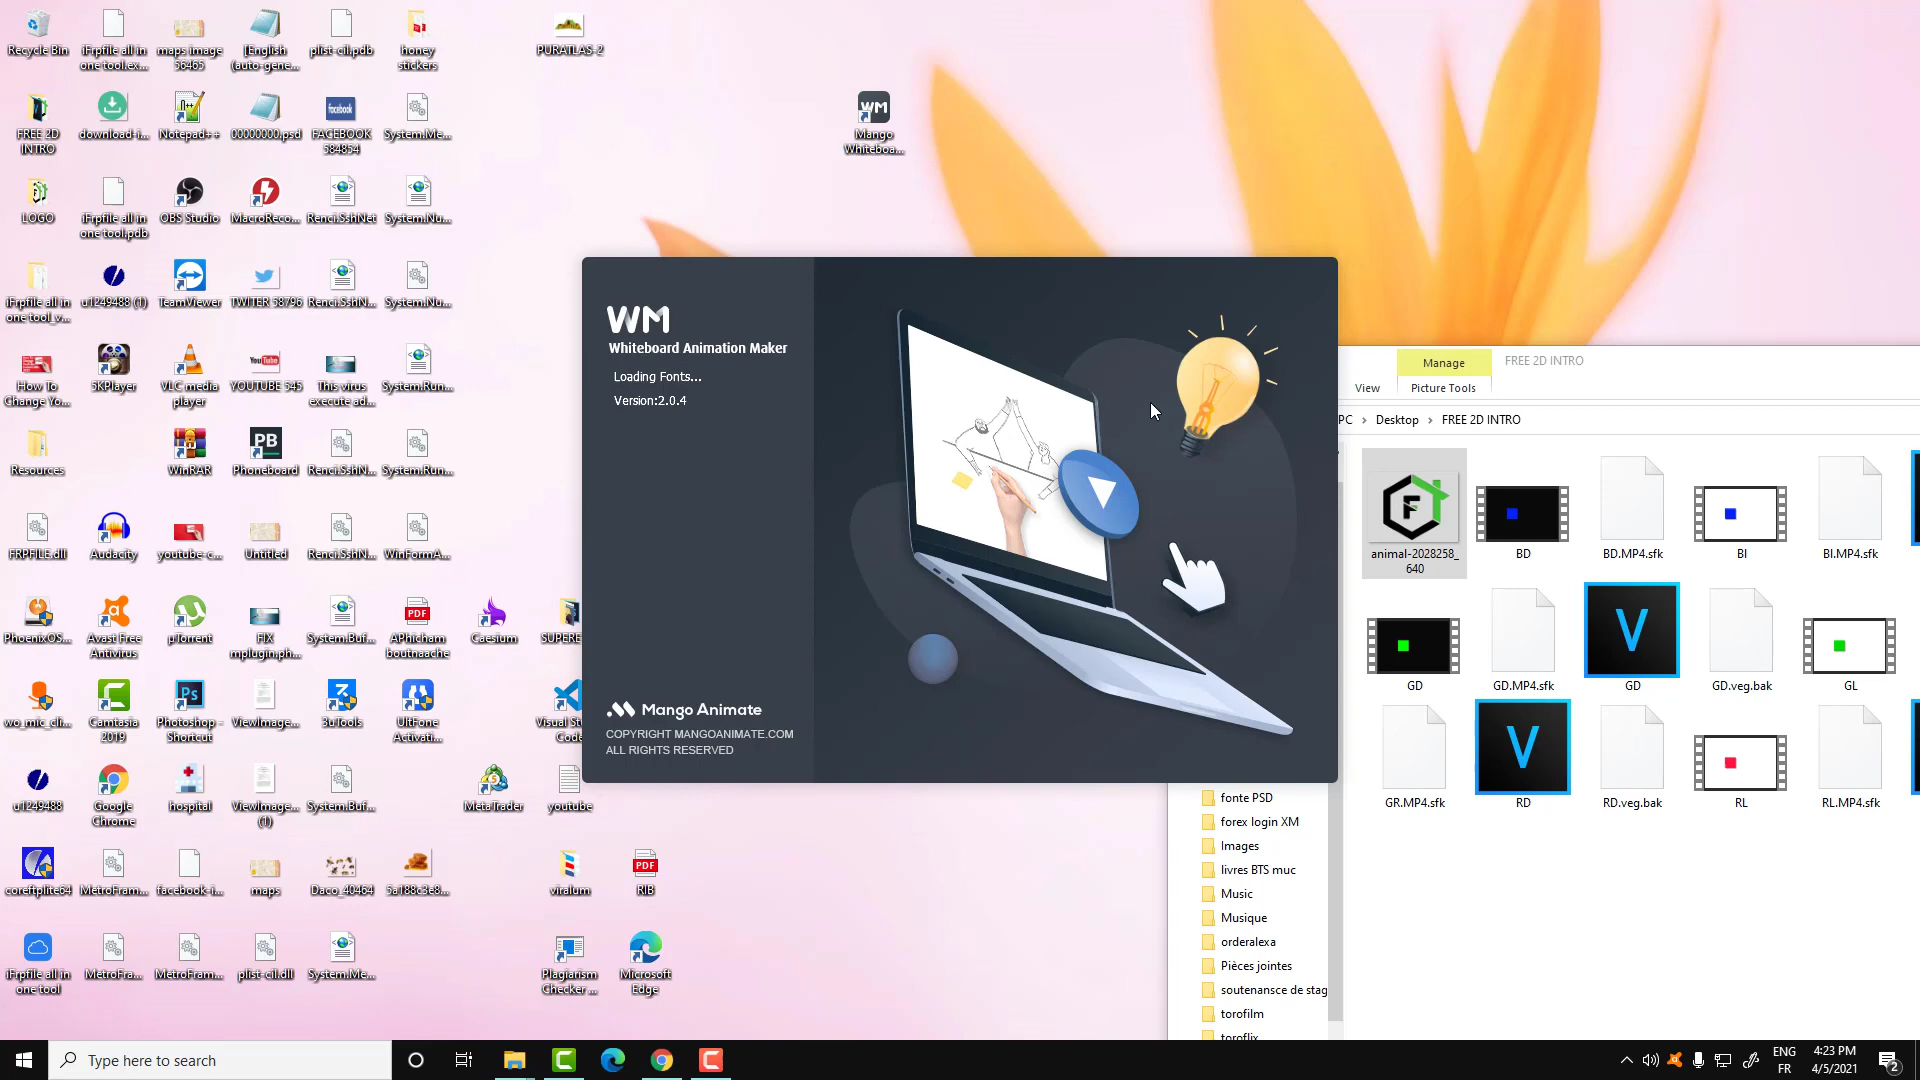 Recycle Bin
iFrpfile all in
one tool.ex...
maps image
56465
[English
(auto-gene...
plist-cil.pdb
honey
stickers
PURATLAS-2
FREE 2D
INTRO
download-i...
Notepad++
00000000.psd
facebook
FACEBOOK
584854
System.Me...
WM
Mango
Whiteboa...
LOGO
iFrpfile all in
one tool.pdb
OBS Studio
MacroReco...
Renci.SshNet
System.Nu...
iFrpfile all in
one tool_v...
u1249488 (1)
TeamViewer
TWITER 58796
Renci.SshN...
System.Nu...
How To
Change Yo...
5KPlayer
VLC media
player
YouTube
YOUTUBE 545
This virus
execute ad...
System.Run...
Resources
WinRAR
PB
Phoneboard
Renci.SshN...
System.Run...
FRPFILE.dll
Audacity
youtube-c...
Untitled
Renci.SshN...
WinFormA...
PhoenixOS...
Avast Free
Antivirus
µTorrent
FIX
mplugin.ph...
System.Buf...
PDF
APhicham
boutnaache
Caesium
SUPERE
wo_mic_cli...
Camtasia
2019
Ps
Photoshop -
Shortcut
ViewImage...
3uTools
UltFone
Activati...
Visual St
Code
u1249488
Google
Chrome
hospital
ViewImage...
(1)
System.Buf...
MetaTrader
youtube
coreftplite64
MetroFram...
facebook-i...
maps
Daco_40464
5a188c3e8...
viralum
PDF
RIB
iFrpfile all in
one tool
MetroFra...
MetroFram...
plist-cil.dll
System.Me...
Plagiarism
Checker ...
Microsoft
Edge
WM
Whiteboard Animation Maker
Loading Fonts...
Version:2.0.4
Mango Animate
COPYRIGHT MANGOANIMATE.COM
ALL RIGHTS RESERVED
Manage
FREE 2D INTRO
View
Picture Tools
PC > Desktop > FREE 2D INTRO
F
animal-2028258_
640
BD
BD.MP4.sfk
BI
BI.MP4.sfk
GD
GD.MP4.sfk
V
GD
GD.veg.bak
GL
GR.MP4.sfk
V
RD
RD.veg.bak
RL
RL.MP4.sfk
fonte PSD
forex login XM
Images
livres BTS muc
Music
Musique
orderalexa
Pièces jointes
soutenansce de stag
torofilm
toroflix
Type here to search
ENG
FR
4:23 PM
4/5/2021
2